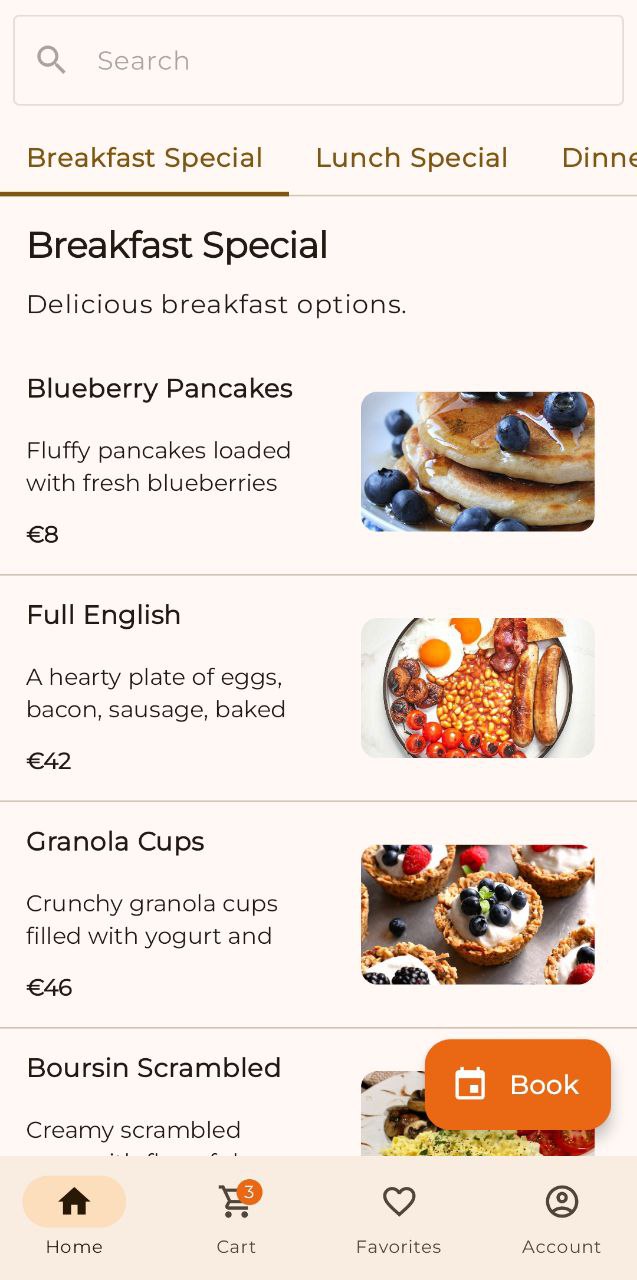 Search
Breakfast Special
Lunch Special
Dinne
Breakfast Special
Delicious breakfast options.
Blueberry Pancakes
Fluffy pancakes loaded
with fresh blueberries
€8
Full English
A hearty plate of eggs,
bacon, sausage, baked
€42
Granola Cups
Crunchy granola cups
filled with yogurt and
€46
Boursin Scrambled
Creamy scrambled
Book
3
Home
Cart
Favorites
Account